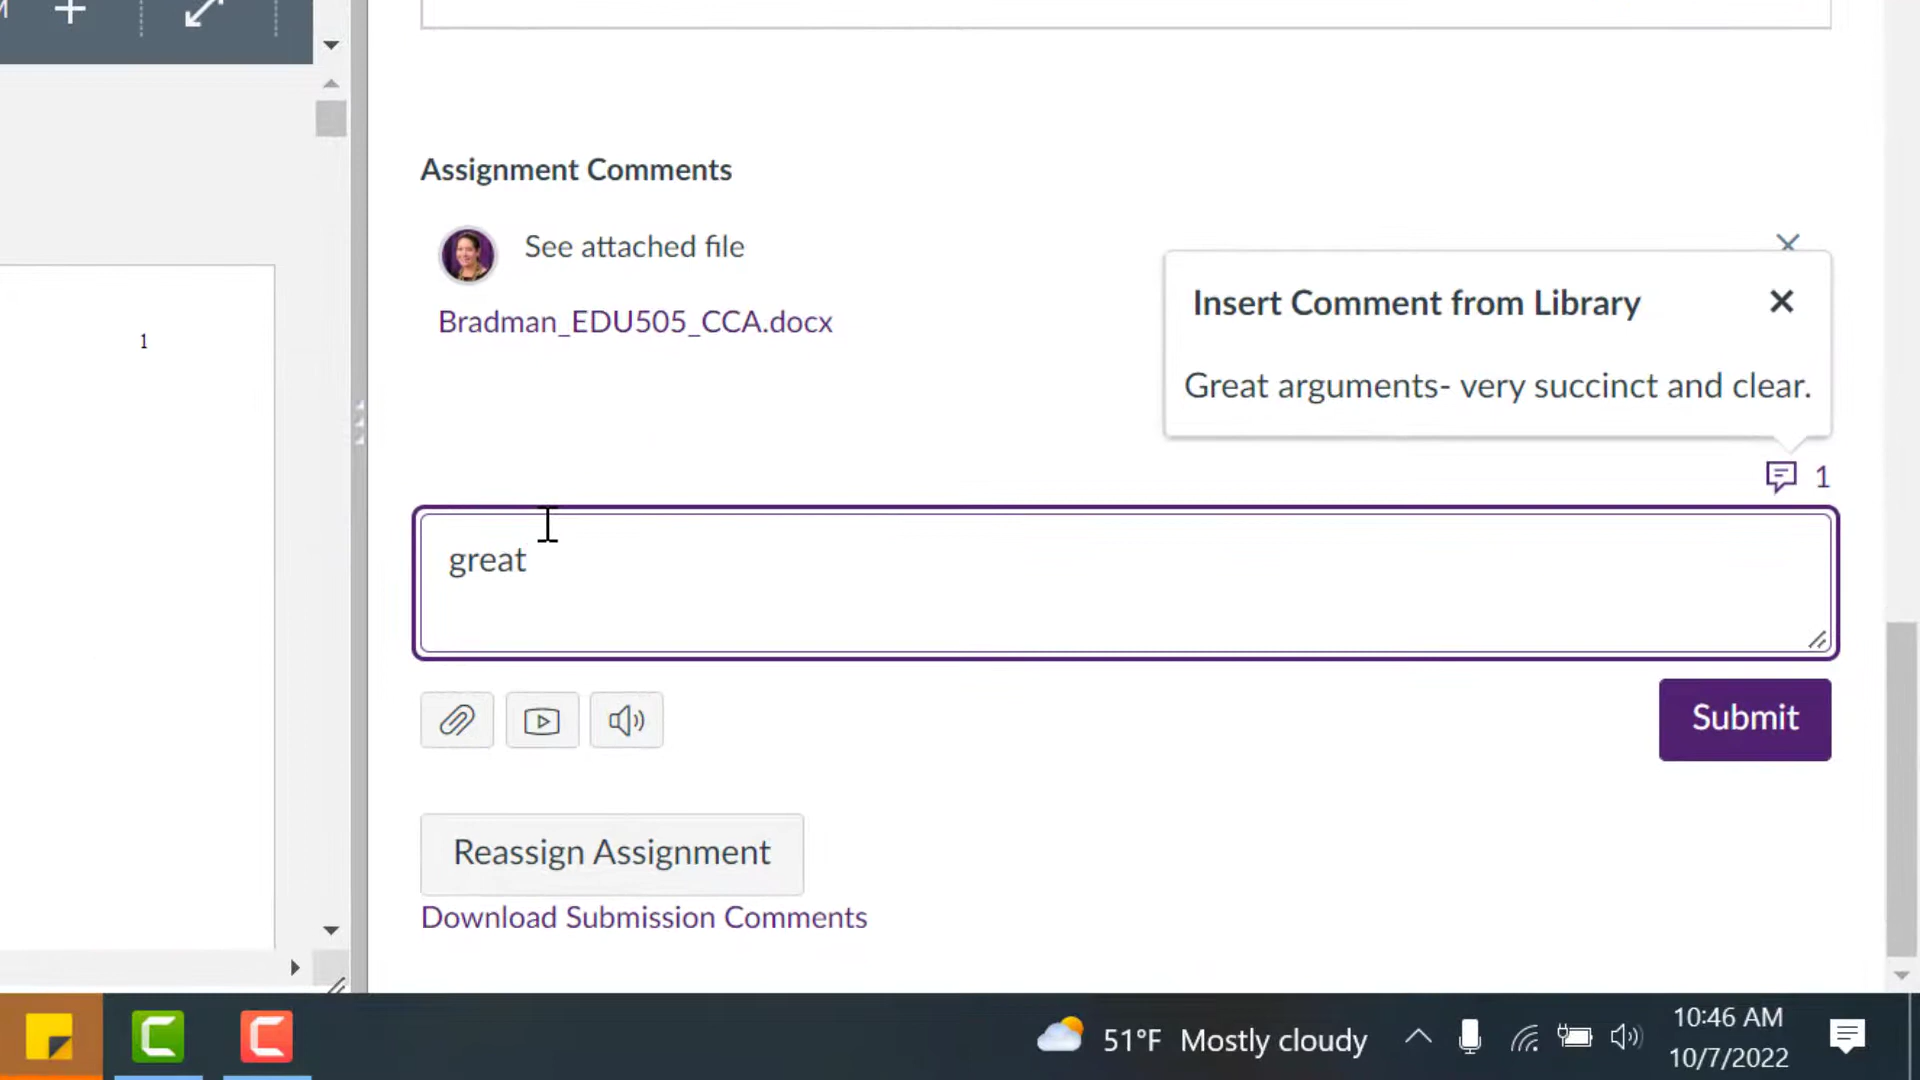 1
Assignment Comments
See attached file
Bradman_EDU505_CCA.docx
Insert Comment from Library
Great arguments- very succinct and clear.
1
great
Submit
Reassign Assignment
Download Submission Comments
51°F Mostly cloudy
10:46 AM
10/7/2022